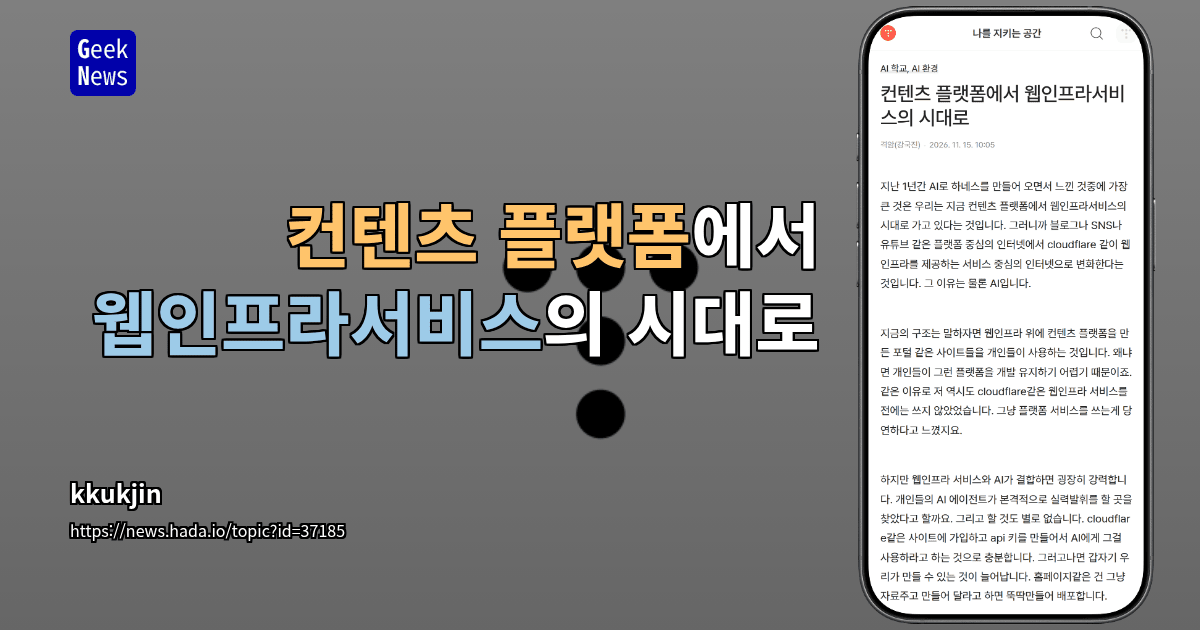 Geek
News
컨텐츠 플랫폼에서
웹인프라서비스의 시대로
kkukjin
https://news.hada.io/topic?id=37185
나를 지키는 공간
AI 학교, AI 환경
컨텐츠 플랫폼에서 웹인프라서비
스의 시대로
격암(강국진) · 2026. 11. 15. 10:05
지난 1년간 AI로 하네스를 만들어 오면서 느낀 것중에 가장
큰 것은 우리는 지금 컨텐츠 플랫폼에서 웹인프라서비스의
시대로 가고 있다는 것입니다. 그러니까 블로그나 SNS나
유튜브 같은 플랫폼 중심의 인터넷에서 cloudflare 같이 웹
인프라를 제공하는 서비스 중심의 인터넷으로 변화한다는
것입니다. 그 이유는 물론 AI입니다.
지금의 구조는 말하자면 웹인프라 위에 컨텐츠 플랫폼을 만
든 포털 같은 사이트들을 개인들이 사용하는 것입니다. 왜냐
면 개인들이 그런 플랫폼을 개발 유지하기 어렵기 때문이죠.
같은 이유로 저 역시도 cloudflare같은 웹인프라 서비스를
전에는 쓰지 않았었습니다. 그냥 플랫폼 서비스를 쓰는게 당
연하다고 느꼈지요.
하지만 웹인프라 서비스와 AI가 결합하면 굉장히 강력합니
다. 개인들의 AI 에이전트가 본격적으로 실력발휘를 할 곳을
찾았다고 할까요. 그리고 할 것도 별로 없습니다. cloudflar
e같은 사이트에 가입하고 api 키를 만들어서 AI에게 그걸
사용하라고 하는 것으로 충분합니다. 그러고나면 갑자기 우
리가 만들 수 있는 것이 늘어납니다. 홈페이지같은 건 그냥
자료주고 만들어 달라고 하면 뚝딱만들어 배포합니다.